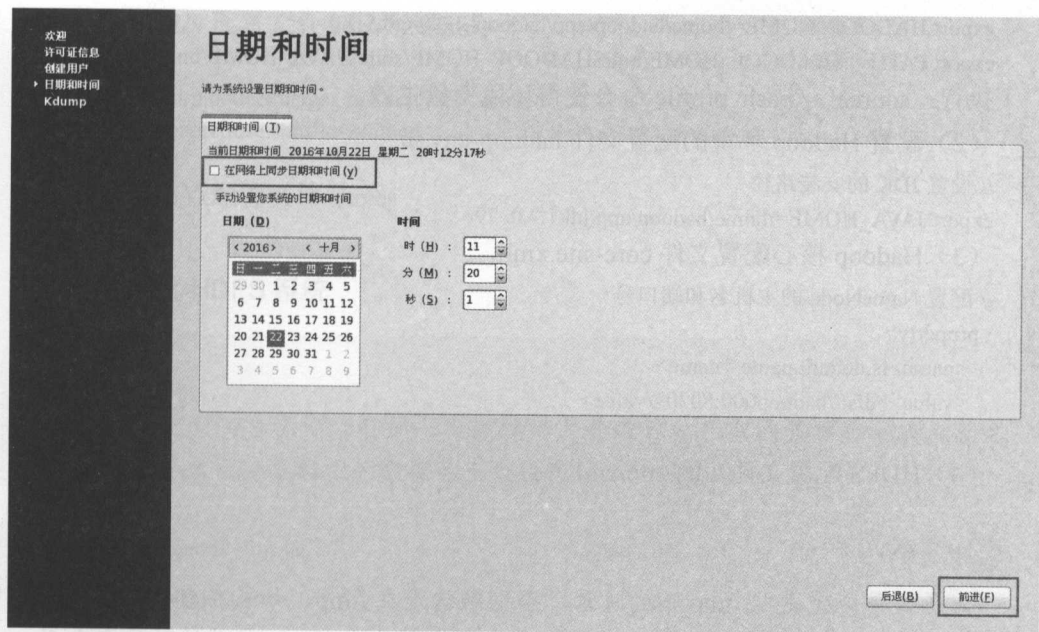 欢迎
许可证信息
创建用户
日期和时间
Kdump
日期和时间
请为系统设置日期和时间。
日期和时间 (T)
当前日期和时间 2016年10月22日 星期二 20时12分17秒
在网络上同步日期和时间 (y)
手动设置您系统的日期和时间
日期 (D)
时间
‹ 2016 › ‹ 十月 ›
时 (H) : 11
分 (M) : 20
秒 (S) : 1
日 一 二 三 四 五 六
29 30 1 2 3 4 5
6 7 8 9 10 11 12
13 14 15 16 17 18 19
20 21 22 23 24 25 26
27 28 29 30 31 1 2
3 4 5 6 7 8 9
后退(B)
前进(F)